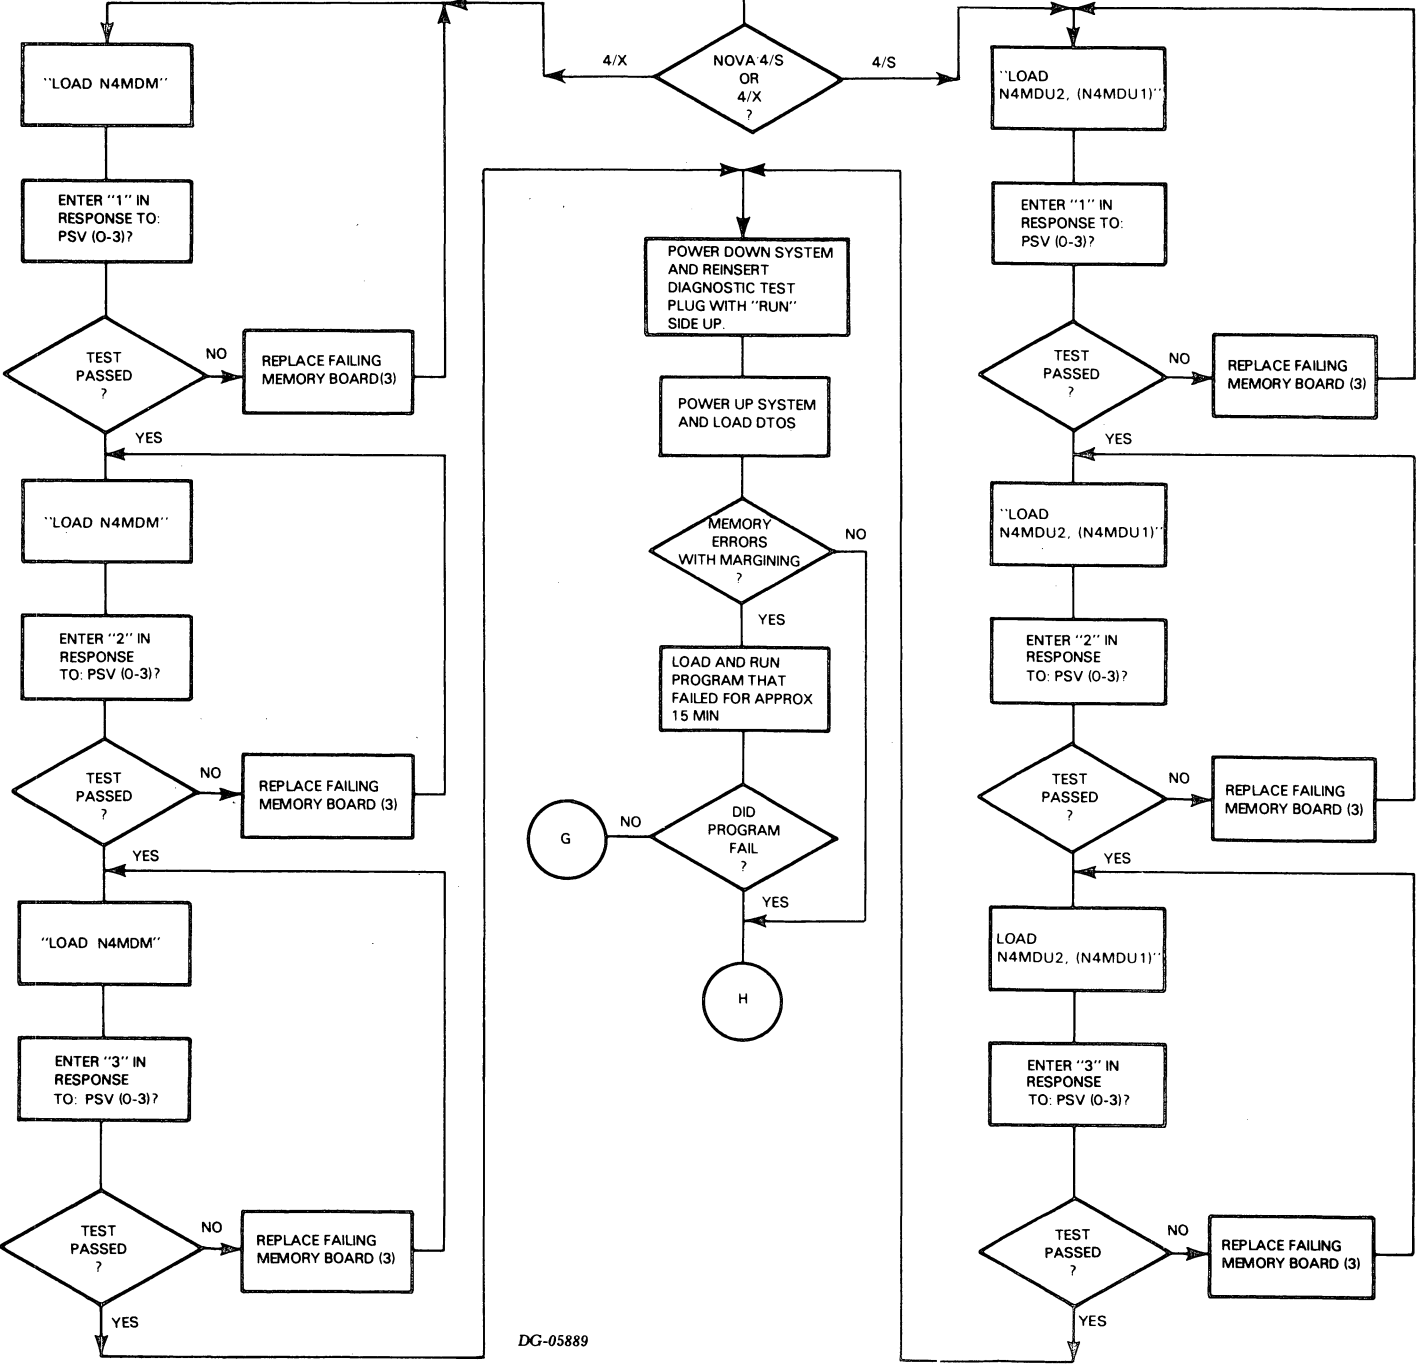 4/X
NOVA 4/S
OR
4/X
?
4/S
"LOAD N4MDM"
ENTER "1" IN
RESPONSE TO:
PSV (0-3)?
TEST
PASSED
?
NO
REPLACE FAILING
MEMORY BOARD(3)
YES
"LOAD N4MDM"
ENTER "2" IN
RESPONSE
TO: PSV (0-3)?
TEST
PASSED
?
NO
REPLACE FAILING
MEMORY BOARD (3)
YES
"LOAD N4MDM"
ENTER "3" IN
RESPONSE
TO: PSV (0-3)?
TEST
PASSED
?
NO
REPLACE FAILING
MEMORY BOARD (3)
YES
POWER DOWN SYSTEM
AND REINSERT
DIAGNOSTIC TEST
PLUG WITH "RUN"
SIDE UP.
POWER UP SYSTEM
AND LOAD DTOS
MEMORY
ERRORS
WITH MARGINING
?
NO
YES
LOAD AND RUN
PROGRAM THAT
FAILED FOR APPROX
15 MIN
DID
PROGRAM
FAIL
?
NO
G
YES
H
"LOAD
N4MDU2, (N4MDU1)"
ENTER "1" IN
RESPONSE TO:
PSV (0-3)?
TEST
PASSED
?
NO
REPLACE FAILING
MEMORY BOARD (3)
YES
"LOAD
N4MDU2, (N4MDU1)"
ENTER "2" IN
RESPONSE
TO: PSV (0-3)?
TEST
PASSED
?
NO
REPLACE FAILING
MEMORY BOARD (3)
YES
LOAD
N4MDU2, (N4MDU1)"
ENTER "3" IN
RESPONSE
TO: PSV (0-3)?
TEST
PASSED
?
NO
REPLACE FAILING
MEMORY BOARD (3)
YES
DG-05889